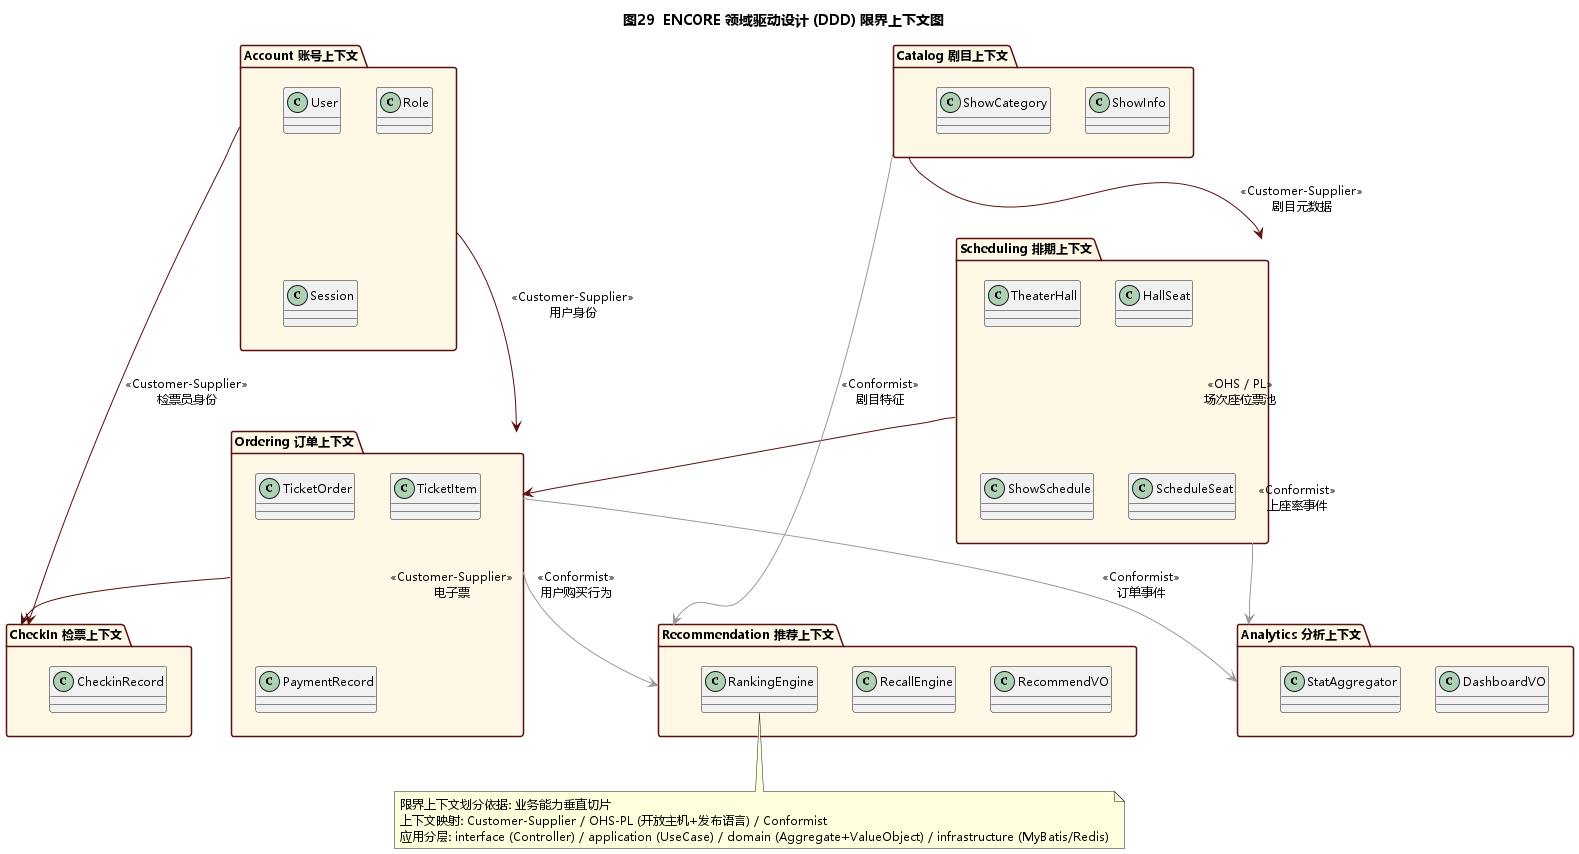 图29 ENCORE 领域驱动设计 (DDD) 限界上下文图
Account 账号上下文
C User
C Role
C Session
Catalog 剧目上下文
C ShowCategory
C ShowInfo
«Customer-Supplier»
剧目元数据
Scheduling 排期上下文
C TheaterHall
C HallSeat
C ShowSchedule
C ScheduleSeat
«Customer-Supplier»
用户身份
«Customer-Supplier»
检票员身份
«Conformist»
剧目特征
«OHS / PL»
场次座位票池
Ordering 订单上下文
C TicketOrder
C TicketItem
C PaymentRecord
«Conformist»
上座率事件
«Customer-Supplier»
电子票
«Conformist»
用户购买行为
«Conformist»
订单事件
CheckIn 检票上下文
C CheckinRecord
Recommendation 推荐上下文
C RankingEngine
C RecallEngine
C RecommendVO
Analytics 分析上下文
C StatAggregator
C DashboardVO
限界上下文划分依据: 业务能力垂直切片
上下文映射: Customer-Supplier / OHS-PL (开放主机+发布语言) / Conformist
应用分层: interface (Controller) / application (UseCase) / domain (Aggregate+ValueObject) / infrastructure (MyBatis/Redis)